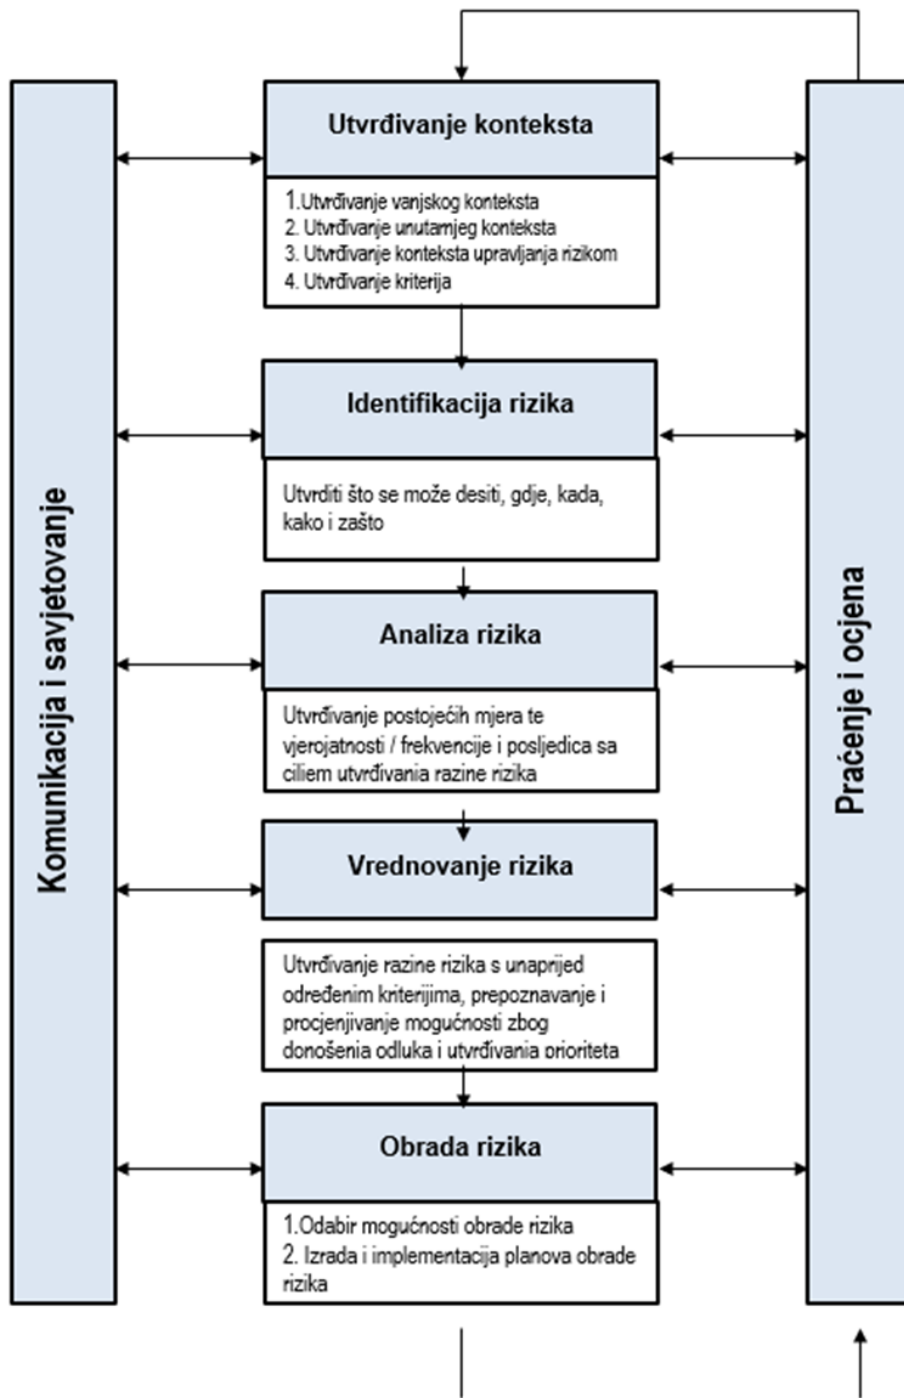 Komunikacija i savjetovanje
Utvrđivanje konteksta
1.Utvrđivanje vanjskog konteksta
2. Utvrđivanje unutarnjeg konteksta
3. Utvrđivanje konteksta upravljanja rizikom
4. Utvrđivanje kriterija
Identifikacija rizika
Utvrditi što se može desiti, gdje, kada,
kako i zašto
Analiza rizika
Utvrđivanje postojećih mjera te
vjerojatnosti / frekvencije i posljedica sa
ciljem utvrđivanja razine rizika
Vrednovanje rizika
Utvrđivanje razine rizika s unaprijed
određenim kriterijima, prepoznavanje i
procjenjivanje mogućnosti zbog
donošenja odluka i utvrđivanja prioriteta
Obrada rizika
1.Odabir mogućnosti obrade rizika
2. Izrada i implementacija planova obrade
rizika
Praćenje i ocjena